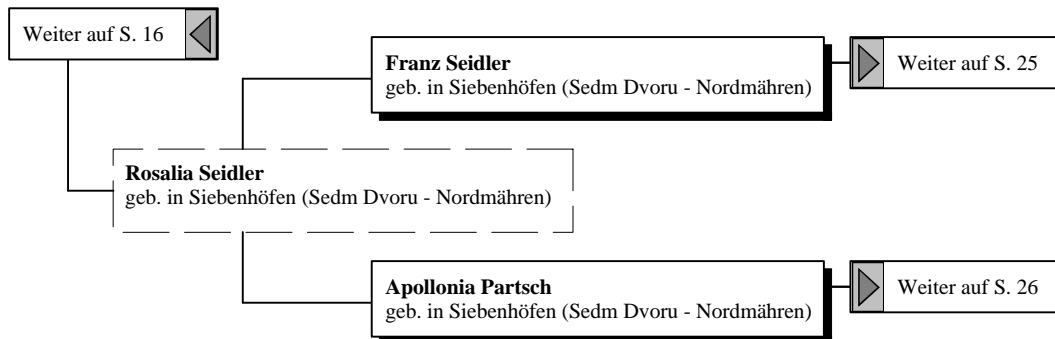 Weiter auf S. 16
Franz Seidler
geb. in Siebenhöfen (Sedm Dvoru - Nordmähren)
Weiter auf S. 25
Rosalia Seidler
geb. in Siebenhöfen (Sedm Dvoru - Nordmähren)
Apollonia Partsch
geb. in Siebenhöfen (Sedm Dvoru - Nordmähren)
Weiter auf S. 26